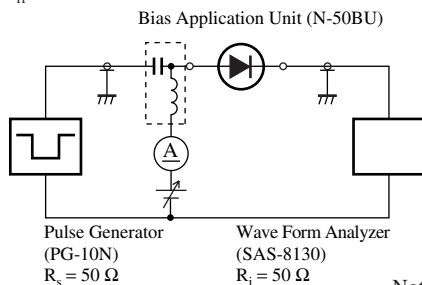 Bias Application Unit (N-50BU)
A
Pulse Generator
(PG-10N)
Rs = 50 Ω
Wave Form Analyzer
(SAS-8130)
Ri = 50 Ω